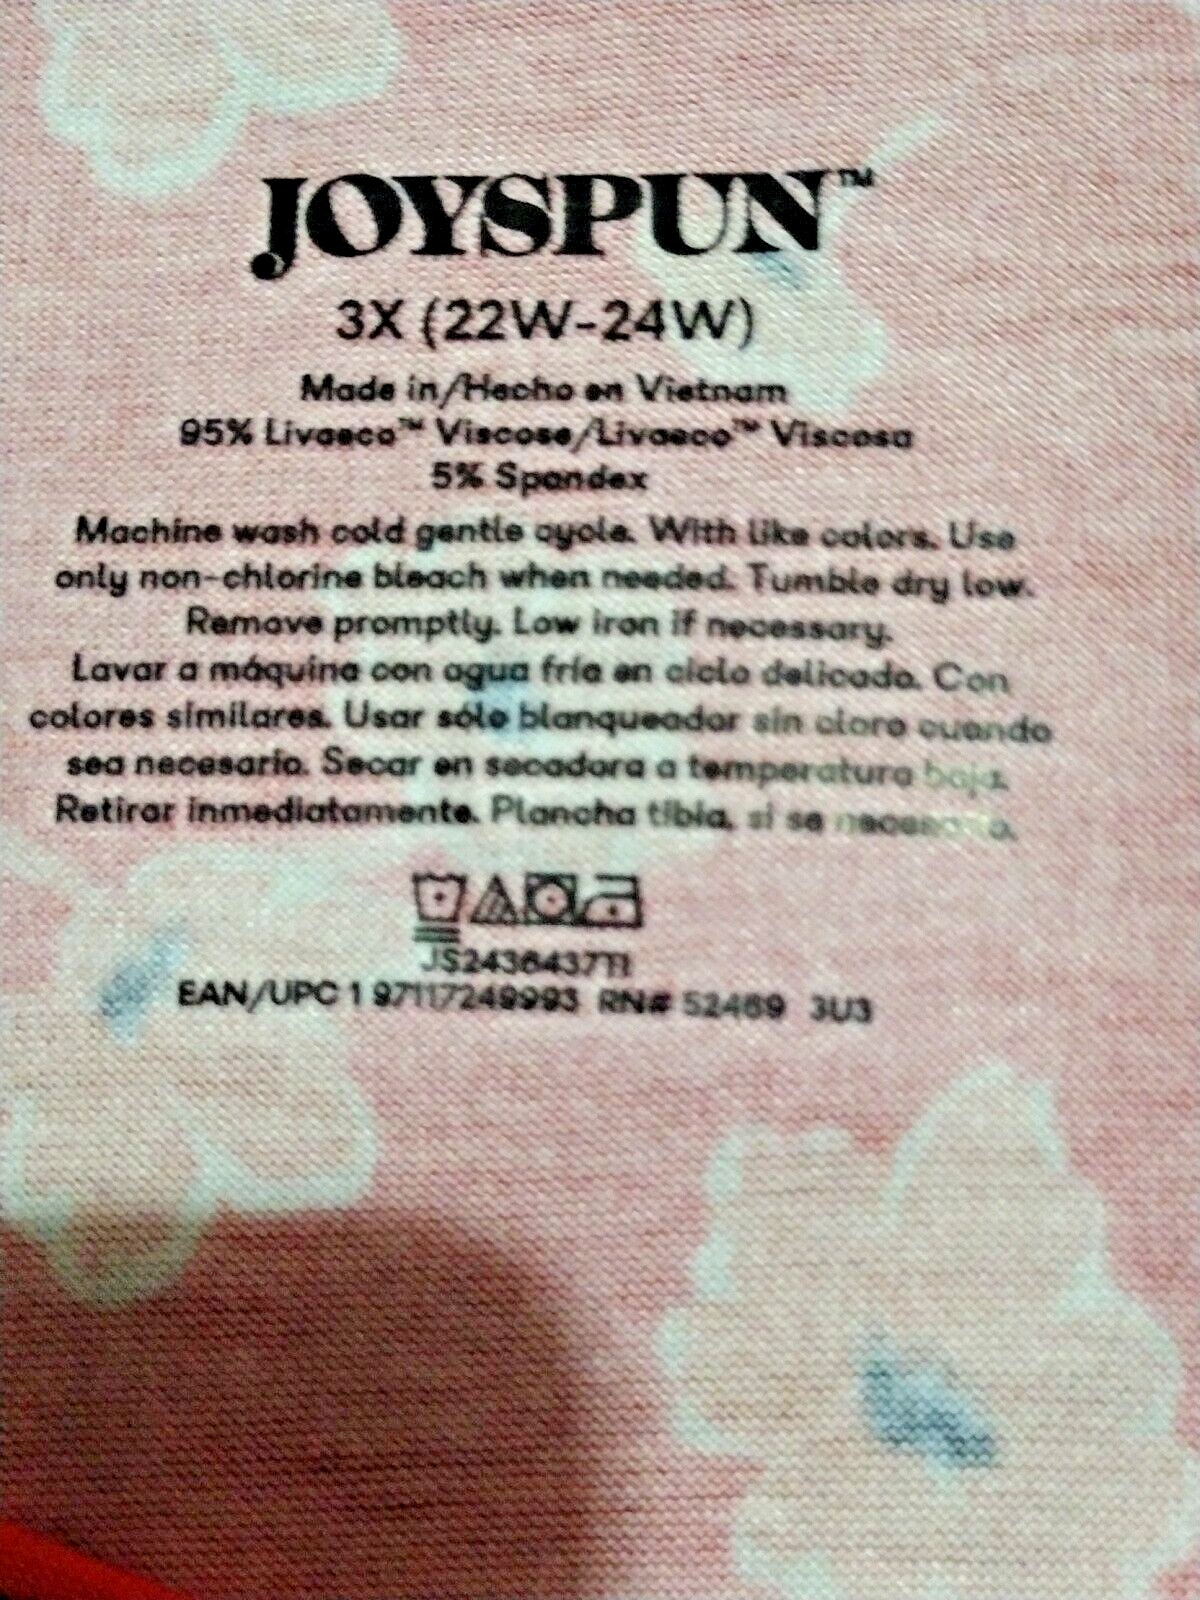 JOYSPUN™
3X (22W-24W)
Made in/Hecho en Vietnam
95% Livaeco™ Viscose/Livaeco™ Viscosa
5% Spandex
Machine wash cold gentle cycle. With like colors. Use
only non-chlorine bleach when needed. Tumble dry low.
Remove promptly. Low iron if necessary.
Lavar a máquina con agua fría en ciclo delicado. Con
colores similares. Usar sólo blanqueador sin cloro cuando
sea necesario. Secar en secadora a temperatura baja.
Retirar inmediatamente. Plancha tibia, si se necesario.
EAN/UPC 1 97117249993 RN# 52469 3U3